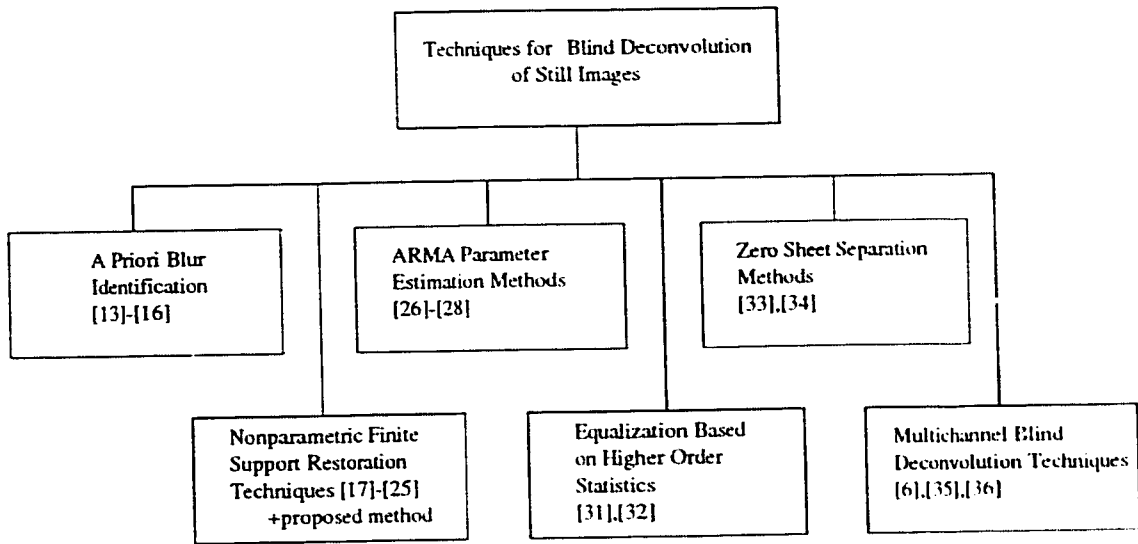 Techniques for Blind Deconvolution
of Still Images
A Priori Blur
Identification
[13]-[16]
ARMA Parameter
Estimation Methods
[26]-[28]
Zero Sheet Separation
Methods
[33],[34]
Nonparametric Finite
Support Restoration
Techniques [17]-[25]
+proposed method
Equalization Based
on Higher Order
Statistics
[31],[32]
Multichannel Blind
Deconvolution Techniques
[6],[35],[36]